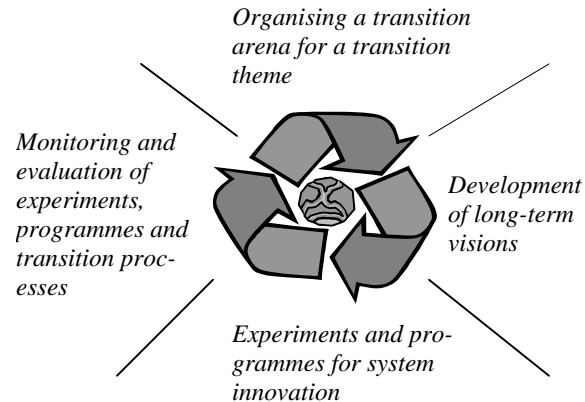 Organising a transition
arena for a transition
theme
Monitoring and
evaluation of
experiments,
programmes and
transition proc-
esses
Development
of long-term
visions
Experiments and pro-
grammes for system
innovation